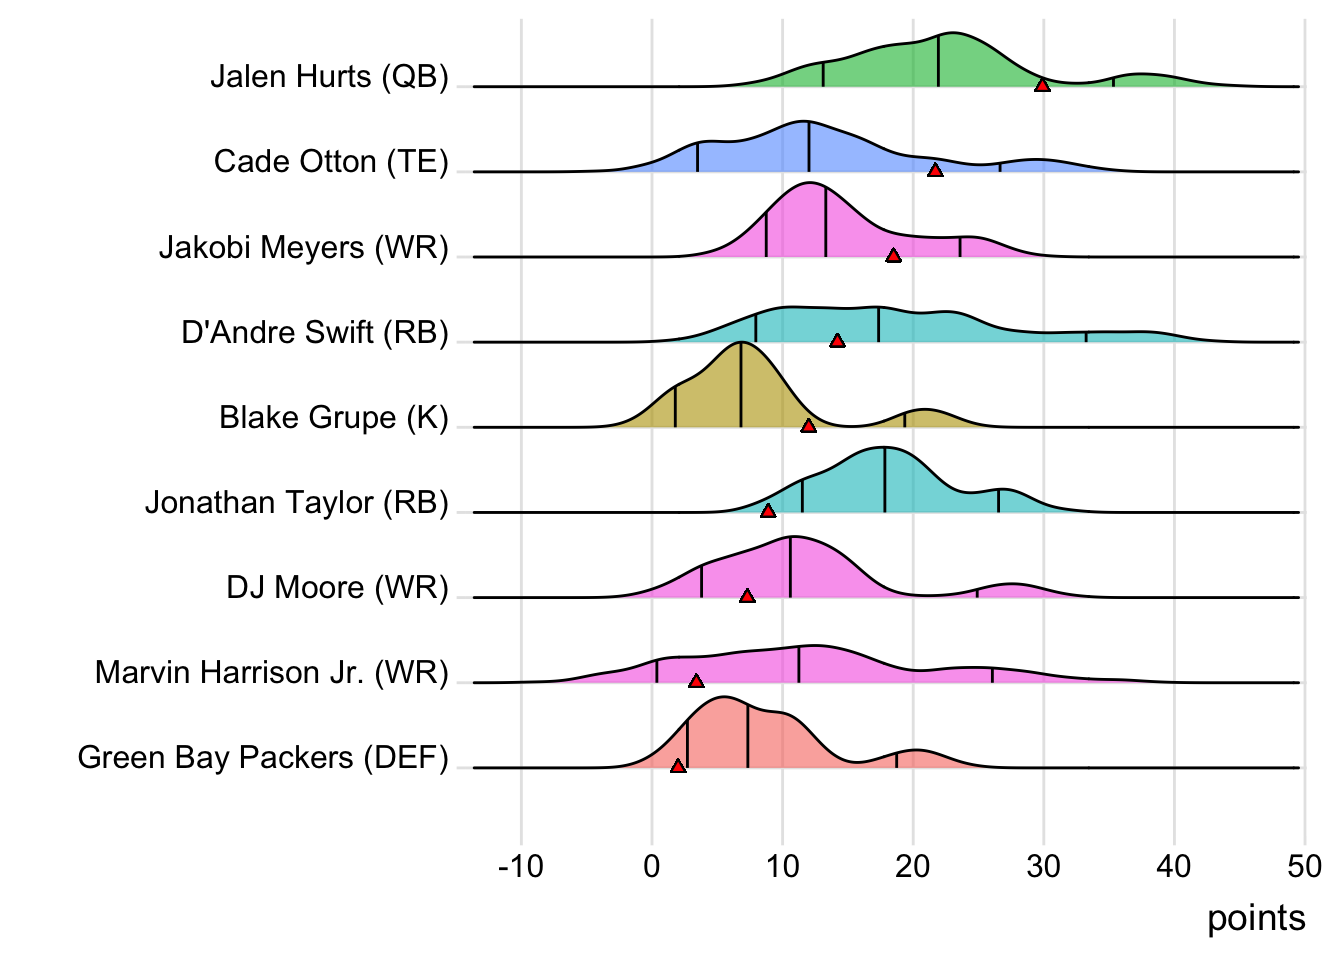 Jalen Hurts (QB)
Cade Otton (TE)
Jakobi Meyers (WR)
D'Andre Swift (RB)
Blake Grupe (K)
Jonathan Taylor (RB)
DJ Moore (WR)
Marvin Harrison Jr. (WR)
Green Bay Packers (DEF)
-10 0 10 20 30 40 50
points